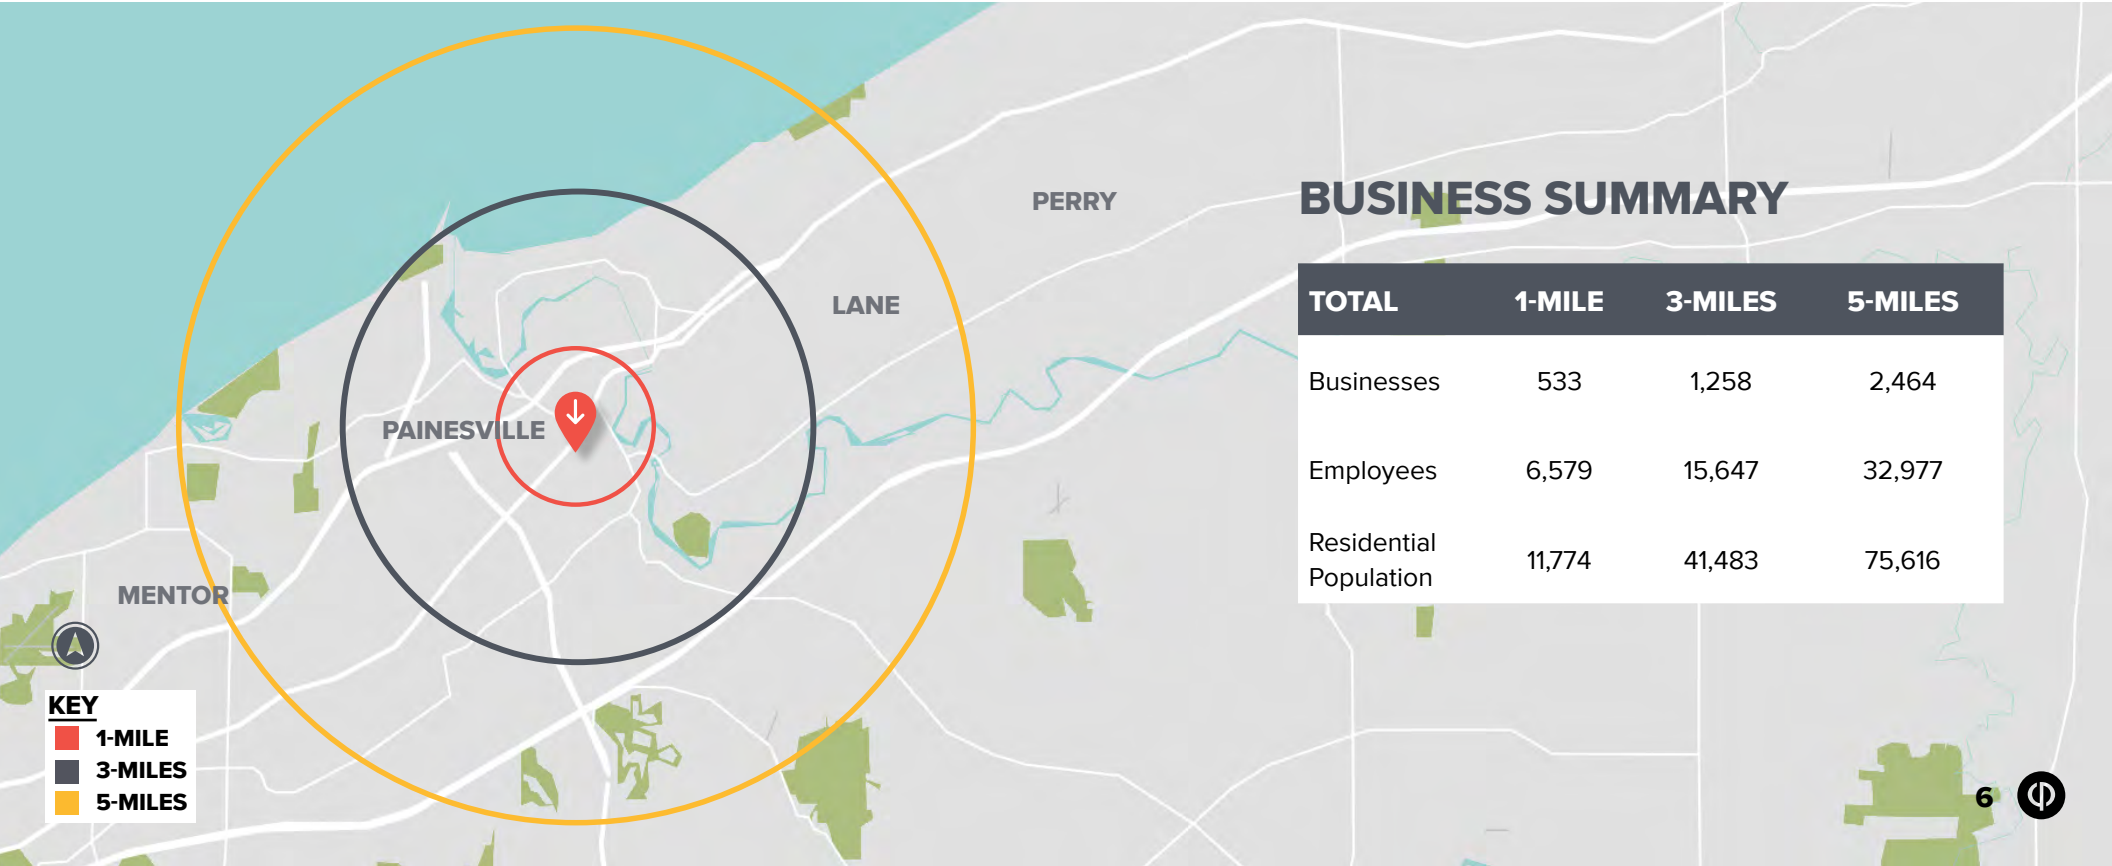 PERRY
LANE
PAINESVILLE
MENTOR
KEY
1-MILE
3-MILES
5-MILES
BUSINESS SUMMARY
TOTAL 1-MILE 3-MILES 5-MILES
Businesses 533 1,258 2,464
Employees 6,579 15,647 32,977
Residential
Population 11,774 41,483 75,616
6